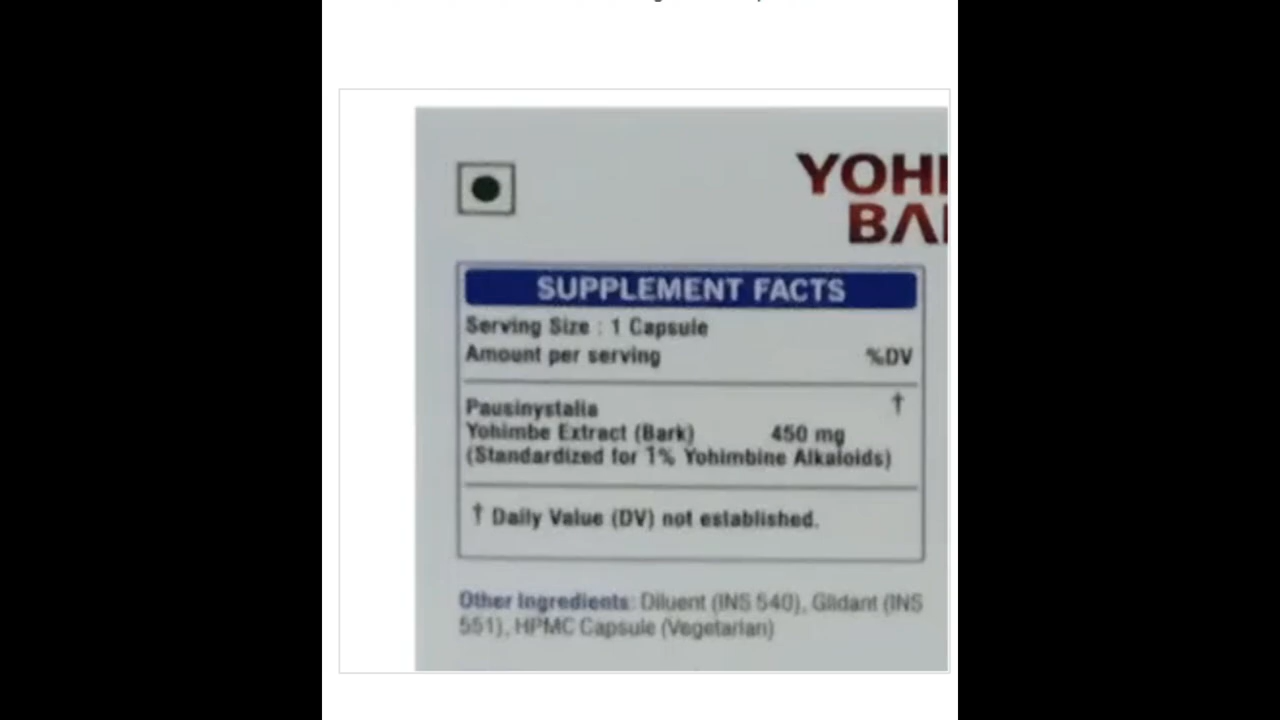 YOHI
BA
SUPPLEMENT FACTS
Serving Size : 1 Capsule
Amount per serving %DV
†
Pausinystalia
Yohimbe Extract (Bark) 450 mg
(Standardized for 1% Yohimbine Alkaloids)
† Daily Value (DV) not established.
Other Ingredients: Diluent (INS 540), Glidant (INS
551), HPMC Capsule (Vegetarian)